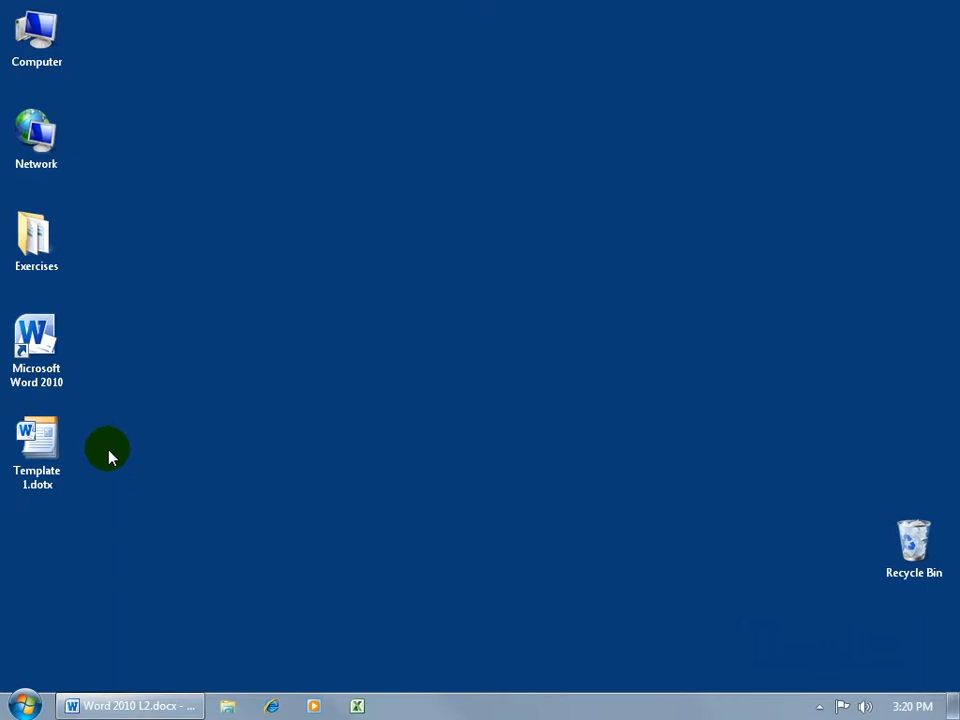 Computer
Network
Exercises
Microsoft
Word 2010
Template
1.dotx
Recycle Bin
Word 2010 L2.docx - ...
3:20 PM